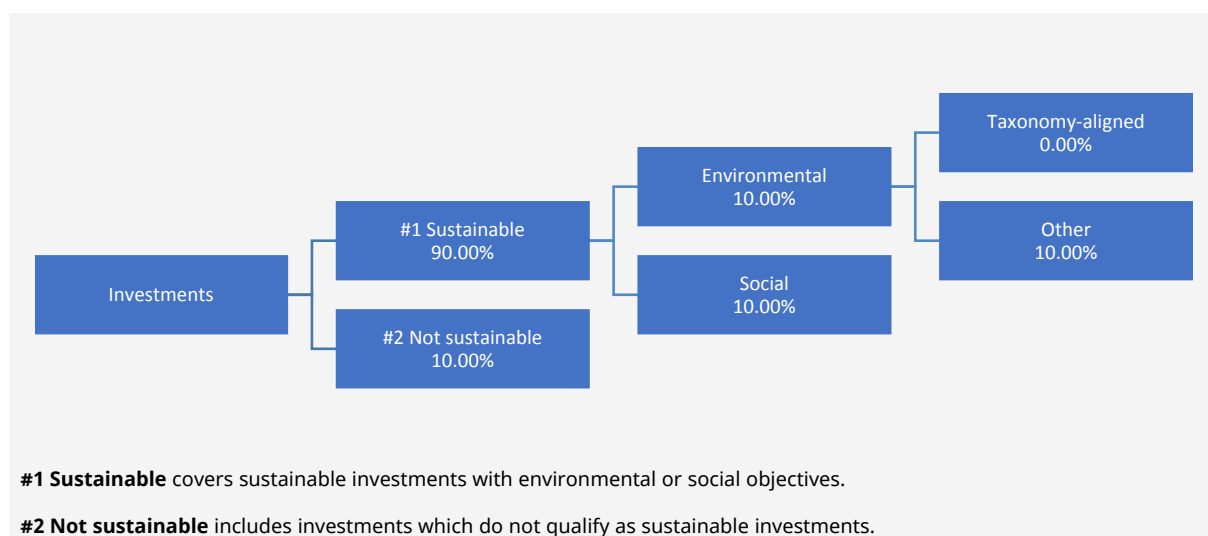 Investments
#1 Sustainable
90.00%
#2 Not sustainable
10.00%
Environmental
10.00%
Social
10.00%
Taxonomy-aligned
0.00%
Other
10.00%
#1 Sustainable covers sustainable investments with environmental or social objectives.
#2 Not sustainable includes investments which do not qualify as sustainable investments.